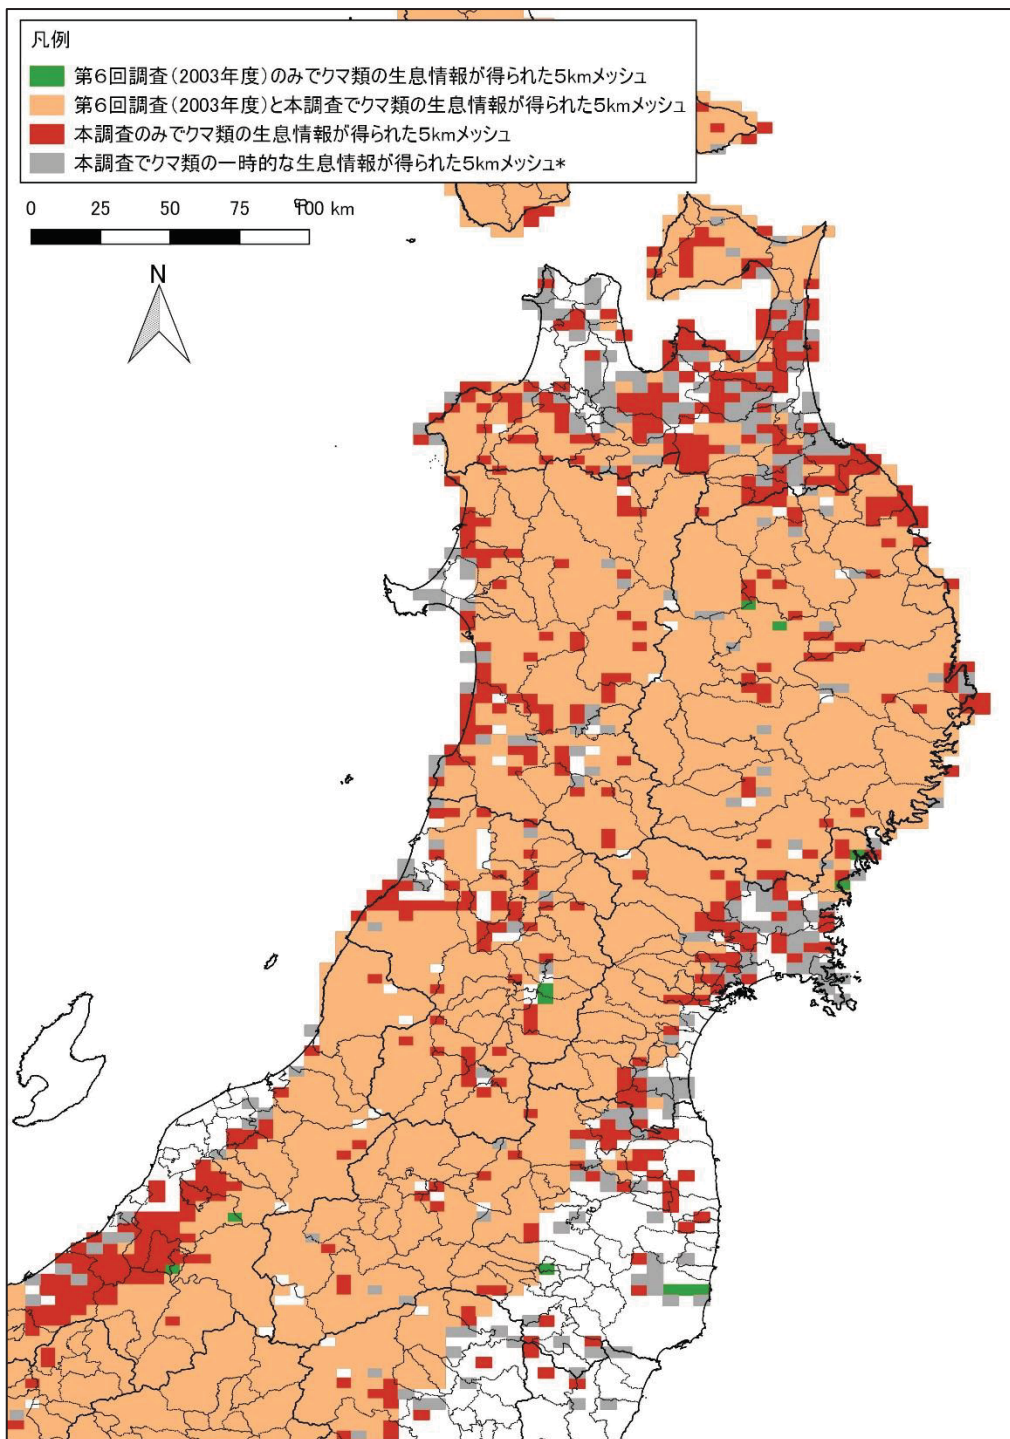 凡例
第6回調査(2003年度)のみでクマ類の生息情報が得られた5kmメッシュ
第6回調査(2003年度)と本調査でクマ類の生息情報が得られた5kmメッシュ
本調査のみでクマ類の生息情報が得られた5kmメッシュ
本調査でクマ類の一時的な生息情報が得られた5kmメッシュ*
0 25 50 75 100 km
N